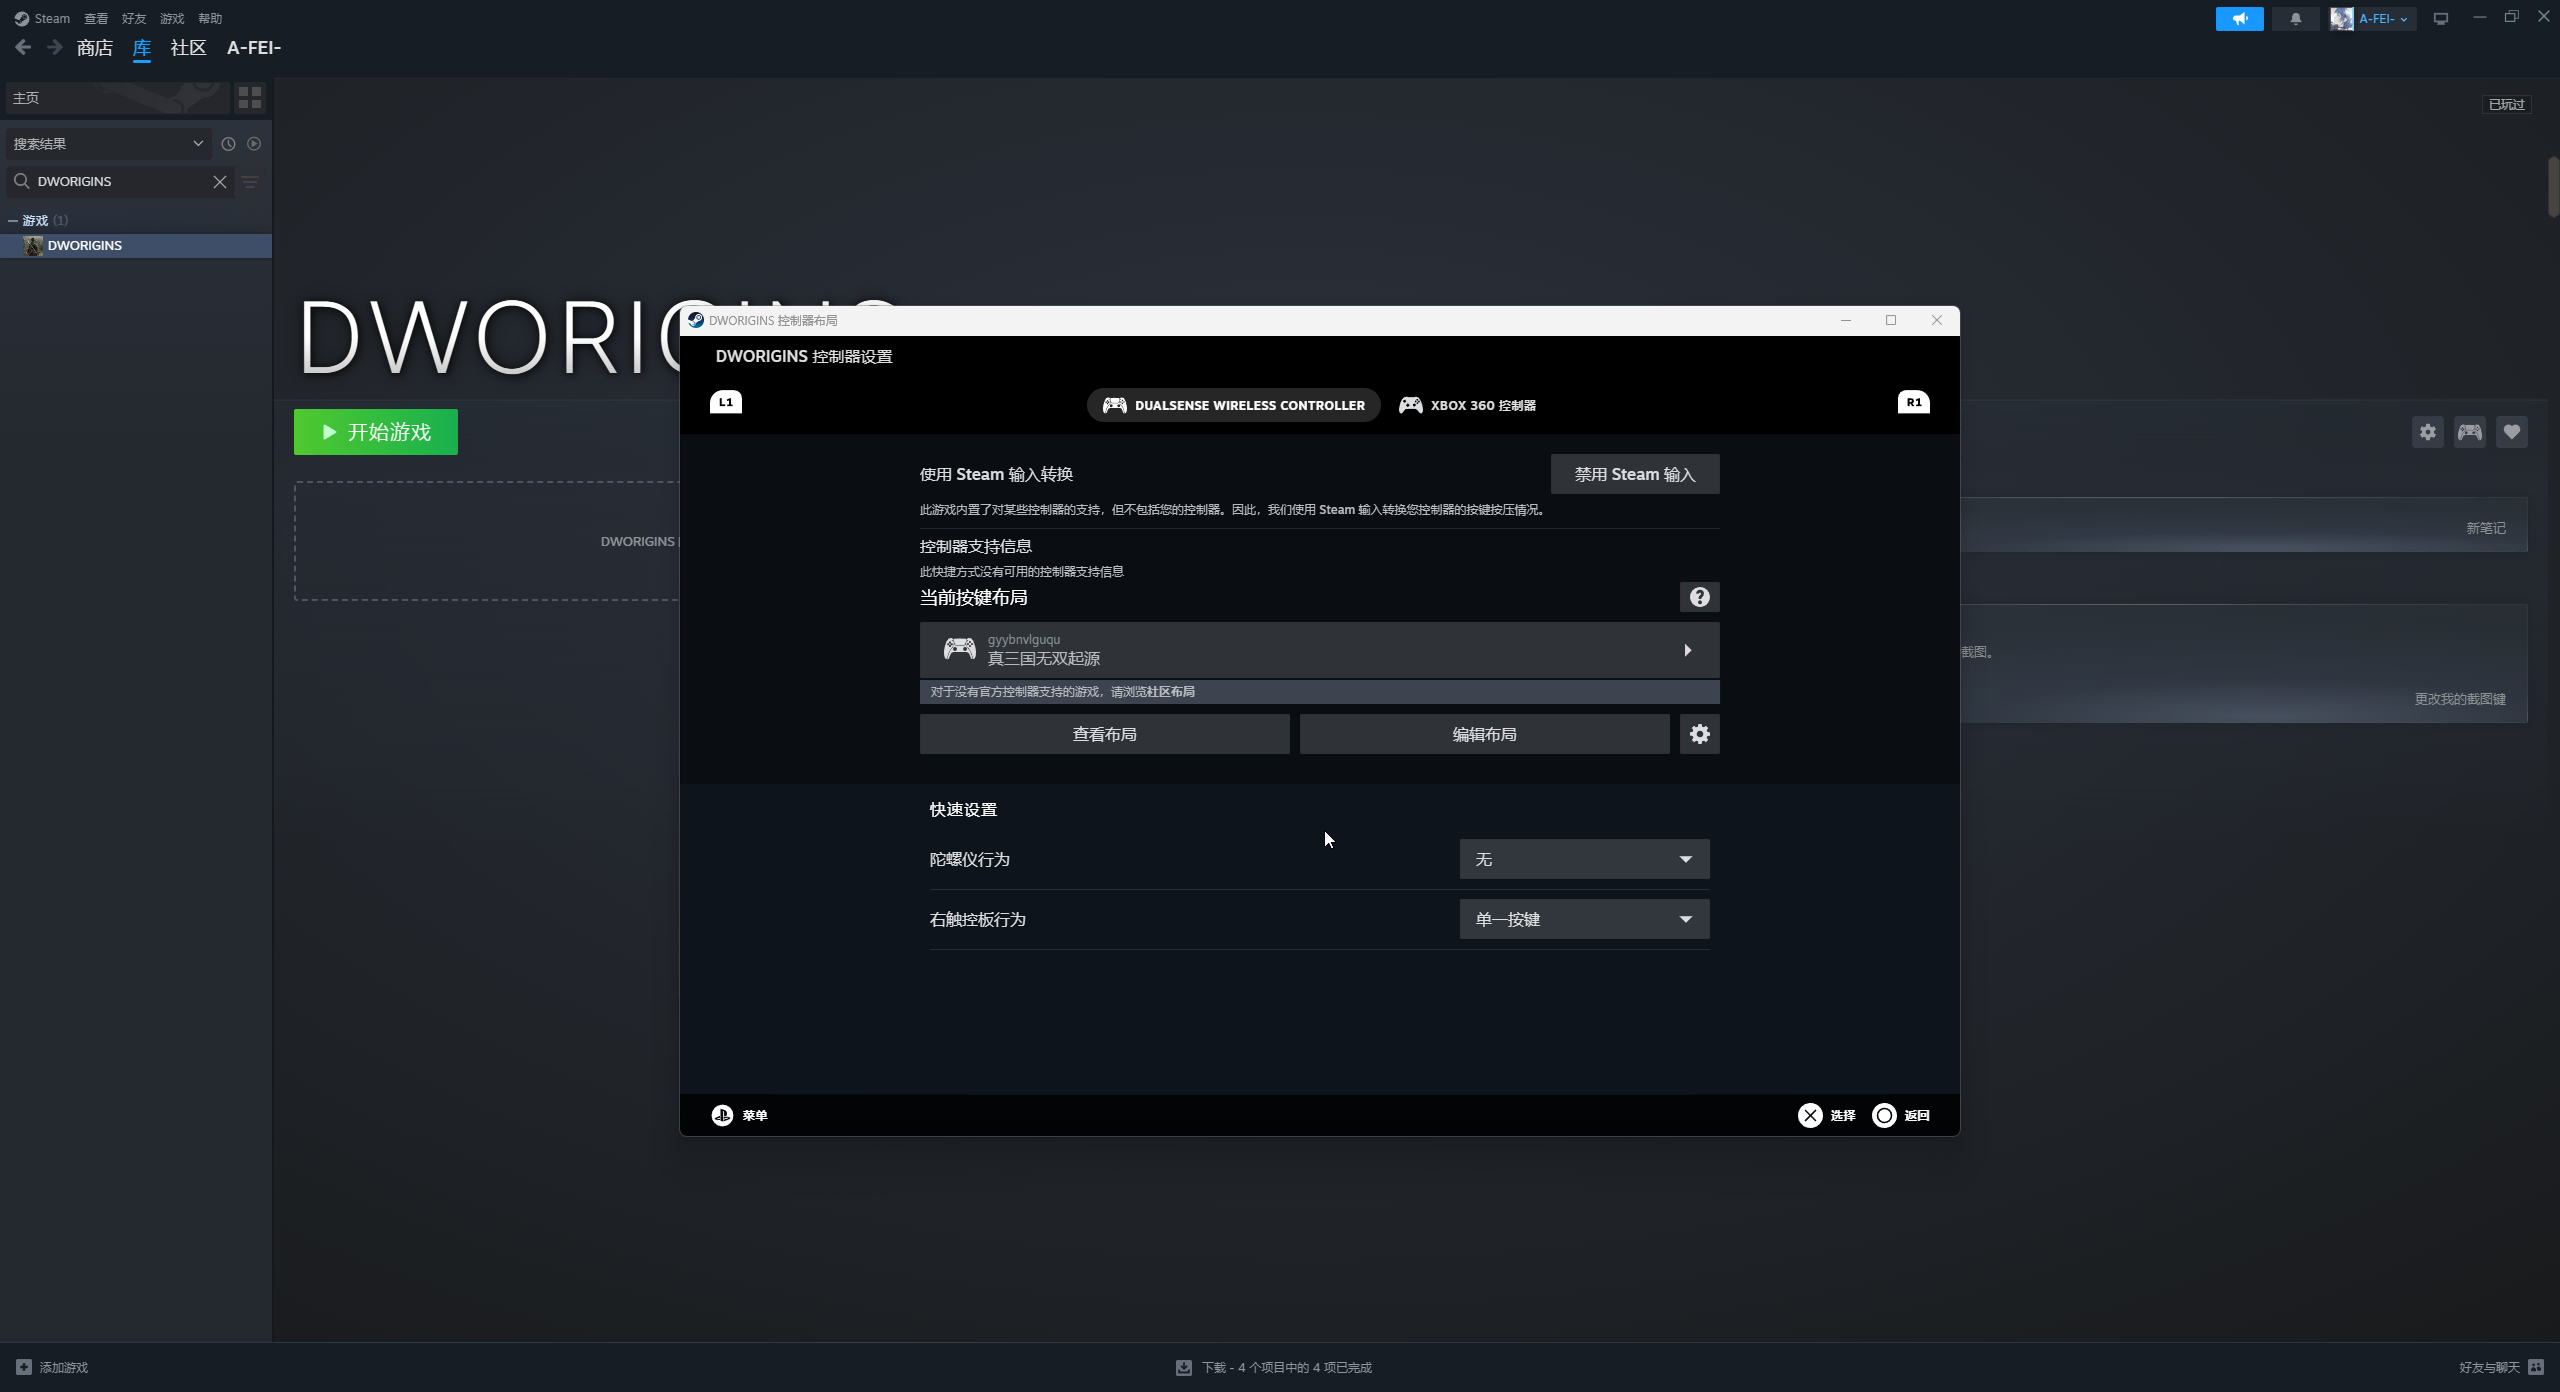 Steam 查看 好友 游戏 帮助
A-FEI-
商店 库 社区 A-FEI-
主页
已玩过
搜索结果
DWORIGINS
游戏 (1)
DWORIGINS
DWORIGINS 控制器布局
DWORIGINS 控制器设置
L1
DUALSENSE WIRELESS CONTROLLER
XBOX 360 控制器
R1
开始游戏
使用 Steam 输入转换
禁用 Steam 输入
此游戏内置了对某些控制器的支持，但不包括您的控制器。因此，我们使用 Steam 输入转换您控制器的按键按压情况。
新笔记
DWORIGINS
控制器支持信息
此快捷方式没有可用的控制器支持信息
当前按键布局
?
gyybnvlguqu
真三国无双起源
截图。
对于没有官方控制器支持的游戏，请浏览社区布局
更改我的截图键
查看布局
编辑布局
快速设置
陀螺仪行为
无
右触控板行为
单一按键
菜单
选择
返回
添加游戏
下载 - 4 个项目中的 4 项已完成
好友与聊天